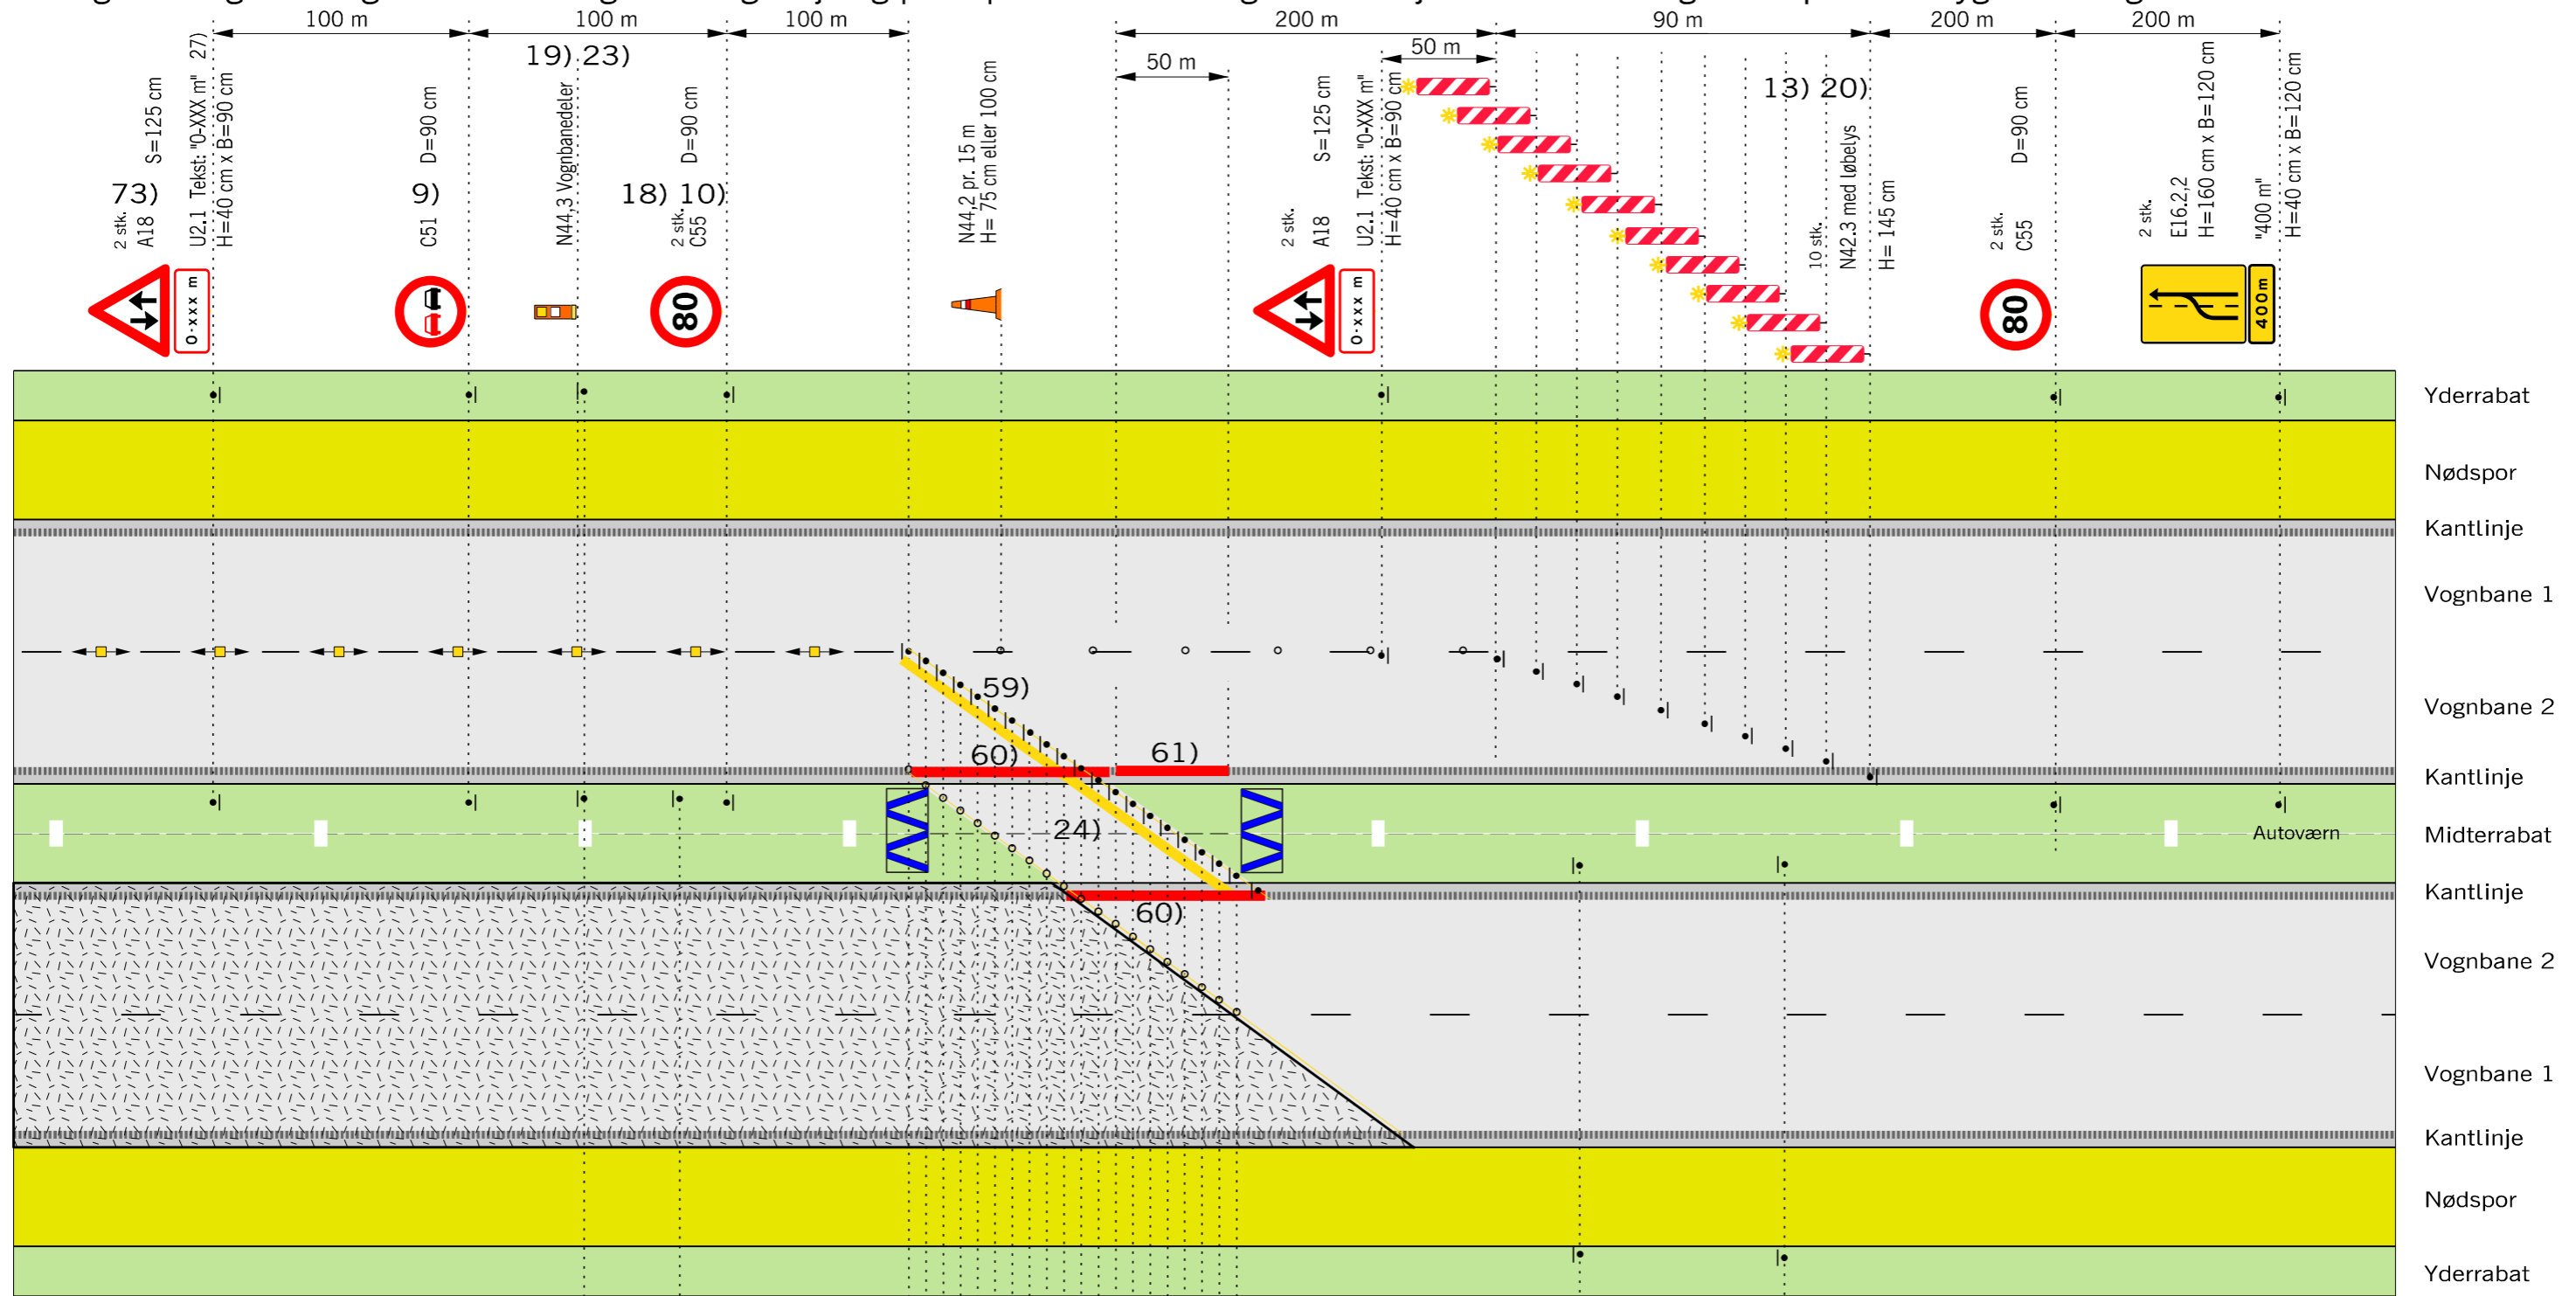 100 m
100 m
100 m
200 m
90 m
200 m
200 m
50 m
50 m
19) 23)
13) 20)
73)
9)
18) 10)
2 stk.
A18 S=125 cm
U2.1 Tekst: "0-XXX m" 27)
H=40 cm x B=90 cm
C51 D=90 cm
N44,3 Vognbanedeler
2 stk.
C55 D=90 cm
N44,2 pr. 15 m
H= 75 cm eller 100 cm
2 stk.
A18 S=125 cm
U2.1 Tekst: "0-XXX m"
H=40 cm x B=90 cm
10 stk.
N42.3 med løbelys
H= 145 cm
2 stk.
C55 D=90 cm
2 stk.
E16.2,2
H=160 cm x B=120 cm
"400 m"
H=40 cm x B=120 cm
0-xxx m
80
0-xxx m
80
400m
Yderrabat
Nødspor
Kantlinje
Vognbane 1
59)
Vognbane 2
60)
61)
Kantlinje
24)
Autoværn
Midterrabat
Kantlinje
60)
Vognbane 2
Vognbane 1
Kantlinje
Nødspor
Yderrabat